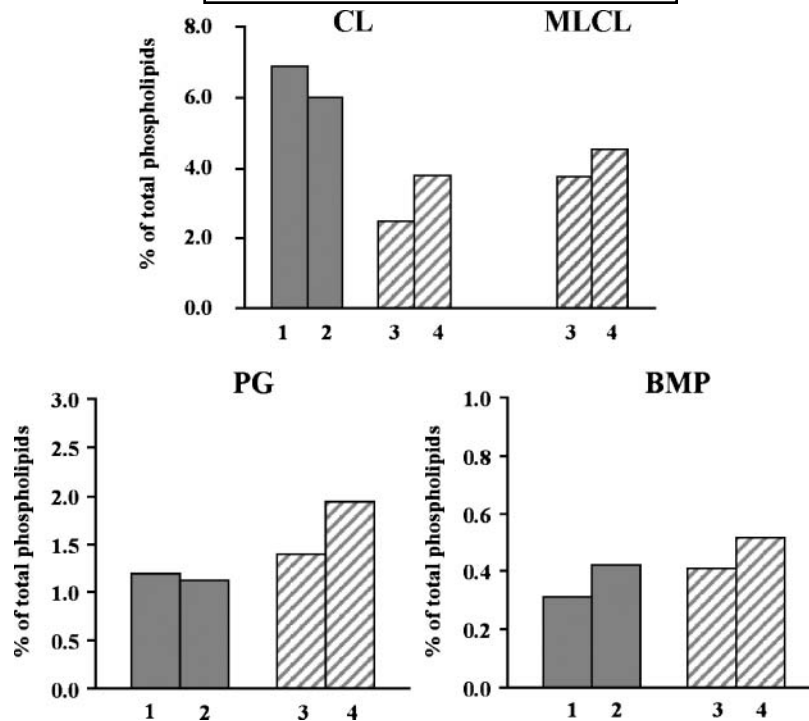 CL MLCL
% of total phospholipids
8.0
6.0
4.0
2.0
0.0
1 2 3 4 3 4
PG
% of total phospholipids
3.0
2.5
2.0
1.5
1.0
0.5
0.0
1 2 3 4
BMP
% of total phospholipids
1.0
0.8
0.6
0.4
0.2
0.0
1 2 3 4